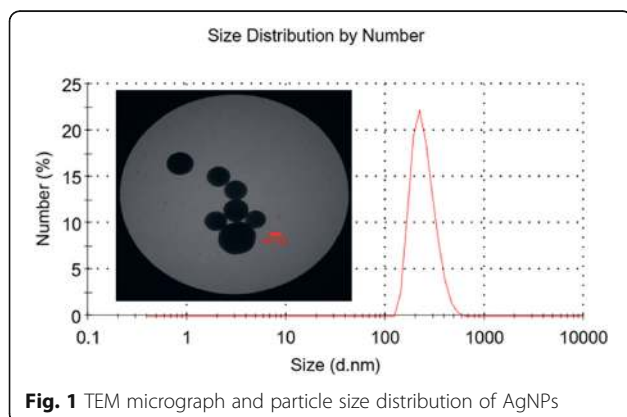 Size Distribution by Number
25
20
15
10
5
0
Number (%)
0.1 1 10 100 1000 10000
Size (d.nm)
Fig. 1 TEM micrograph and particle size distribution of AgNPs